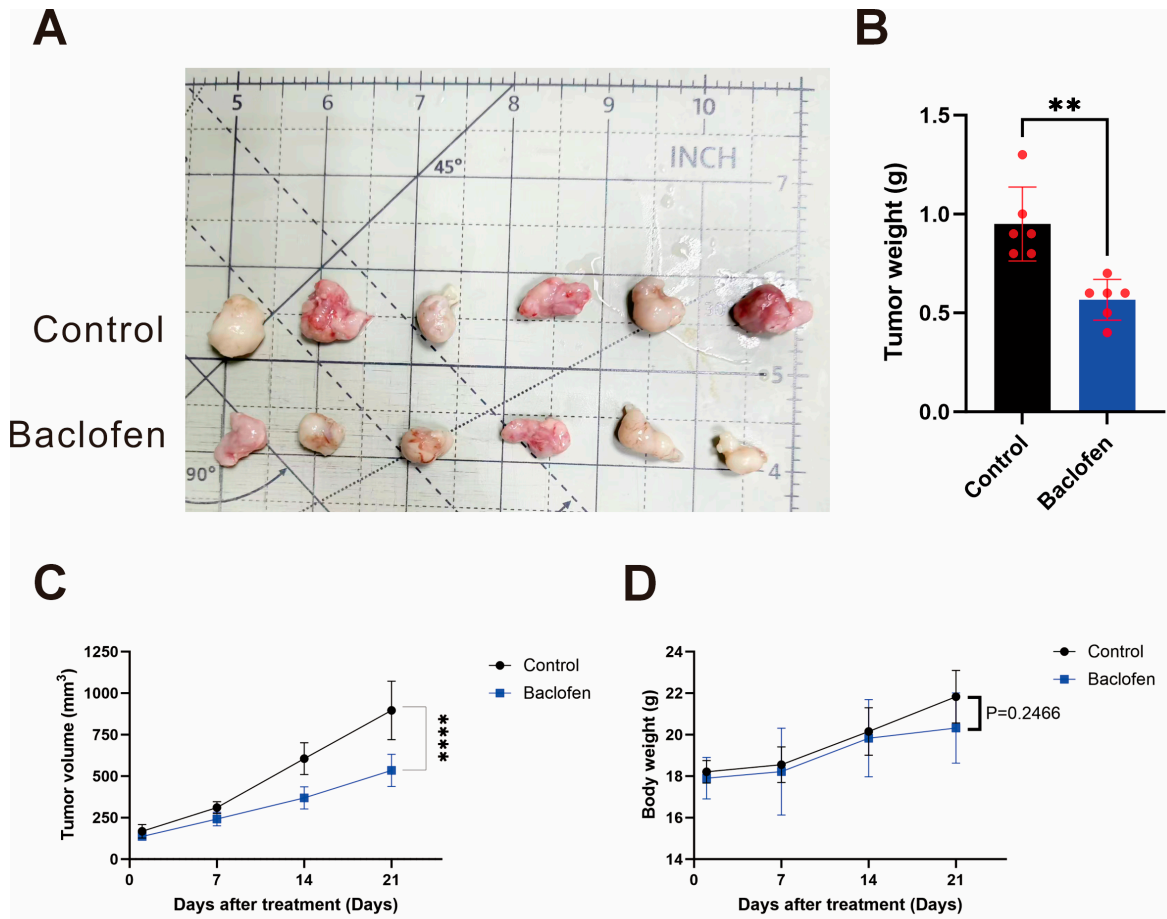 A
5 6 7 8 9 10
INCH
45°
7
Control
5
Baclofen
90°
4
B
Tumor weight (g)
1.5
1.0
0.5
0.0
**
Control
Baclofen
C
Tumor volume (mm³)
1250
1000
750
500
250
0
0 7 14 21
Days after treatment (Days)
Control
Baclofen
****
D
Body weight (g)
24
22
20
18
16
14
0 7 14 21
Days after treatment (Days)
Control
Baclofen
P=0.2466